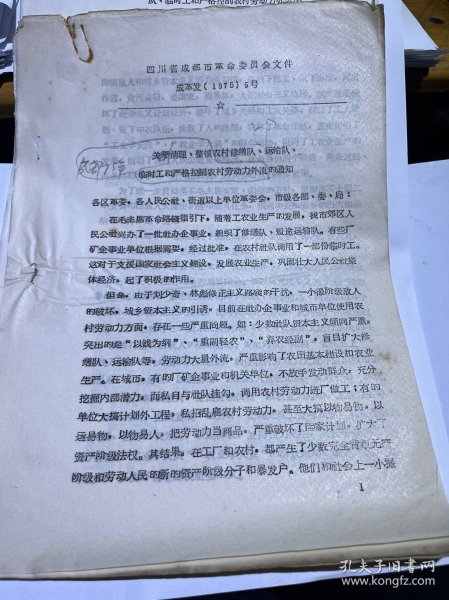 四川省成都市革命委员会文件
成革发(1975)6号
关于清理、整顿农村修缮队、运输队、
临时工和严格控制农村劳动力外流的通知
各区革委,各人民公社、街道以上单位革委会,市级各部、委、局:
在毛主席革命路线指引下,随着工农业生产的发展,我市郊区人
民公社兴办了一批社办企业,组织了修缮队、短途运输队。有些厂
矿企事业单位根据需要,经过批准,在农村社队调用了一部份临时工。
这对于支援国家社会主义建设,发展农业生产,巩固壮大人民公社集
体经济,起了积极的作用。
但是,由于刘少奇、林彪修正主义路线的干扰,一小撮阶级敌人
的破坏,城乡资本主义的引诱,目前在社办企业和城市单位使用农
村劳动力方面,存在一些严重问题。如:少数社队资本主义倾向严重,
突出的是“以钱为纲”、“重副轻农”、“弃农经副”,盲目扩大修
缮队、运输队等,劳动力大量外流,严重影响了农田基本建设和农业
生产。在城市,有的厂矿企事业和机关单位,不放手发动群众,充分
挖掘内部潜力,而私自与社队挂勾,调用农村劳动力进厂做工;有的
单位大搞计划外工程,私招乱雇农村劳动力,甚至大搞以物易物,以
运易物,以物易人,把劳动力当商品,严重破坏了国家计划,扩大了
资产阶级法权。其结果,在工厂和农村,都产生了少数完全背叛无产
阶级和劳动人民的新的资产阶级分子和暴发户。他们和社会上一小撮
1
孔夫子旧书网
www.kongfz.com